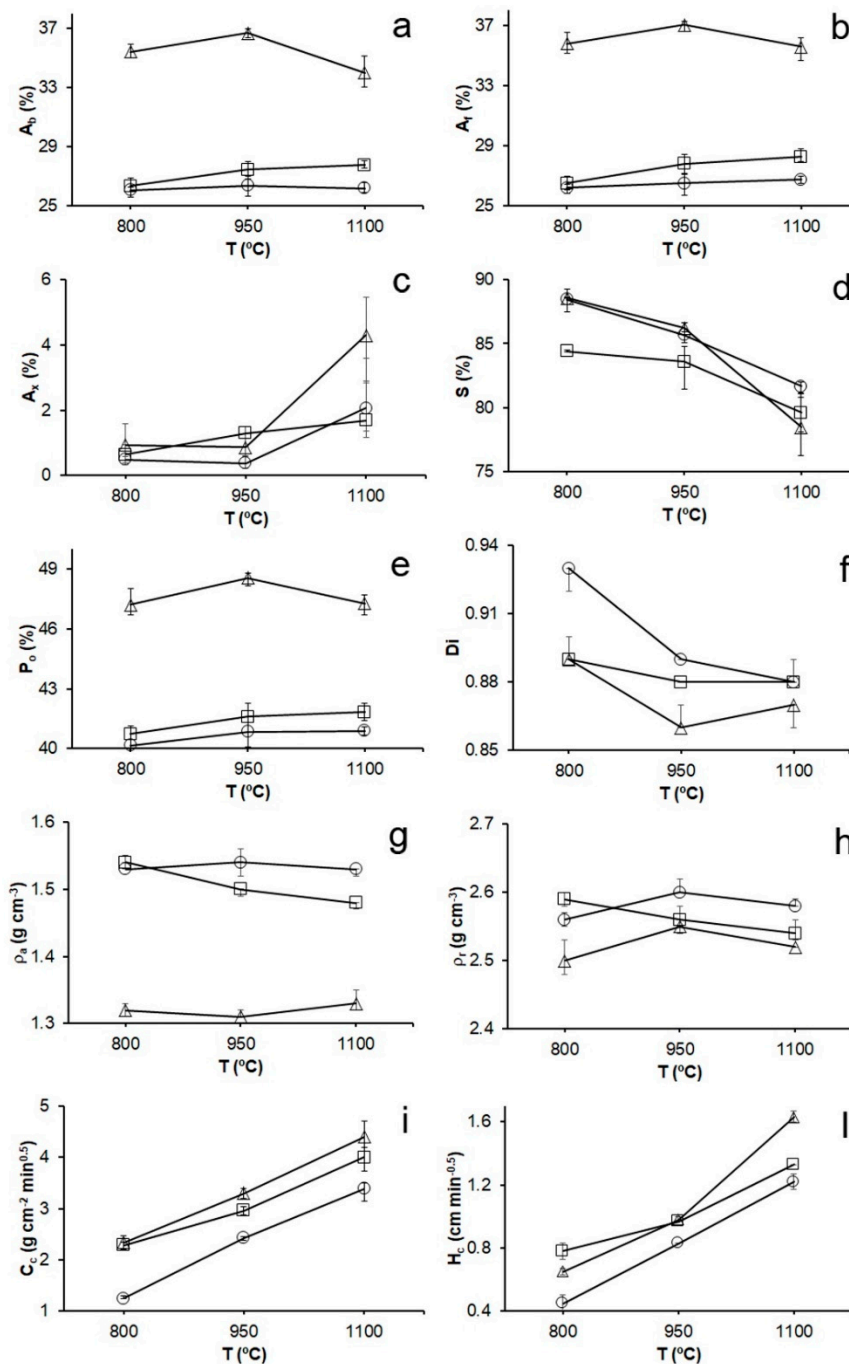 a
37
33
28
25
A_b (%)
800 950 1100
T (ºC)
b
37
33
28
25
A_f (%)
800 950 1100
T (ºC)
c
6
4
2
0
A_x (%)
800 950 1100
T (ºC)
d
90
85
80
75
S (%)
800 950 1100
T (ºC)
e
49
46
43
40
P_o (%)
800 950 1100
T (ºC)
f
0.94
0.91
0.88
0.85
Di
800 950 1100
T (ºC)
g
1.6
1.5
1.4
1.3
ρ_a (g cm⁻³)
800 950 1100
T (ºC)
h
2.7
2.6
2.5
2.4
ρ_r (g cm⁻³)
800 950 1100
T (ºC)
i
5
4
3
2
1
C_c (g cm⁻² min^0.5)
800 950 1100
T (ºC)
l
1.6
1.2
0.8
0.4
H_c (cm min^-0.5)
800 950 1100
T (ºC)